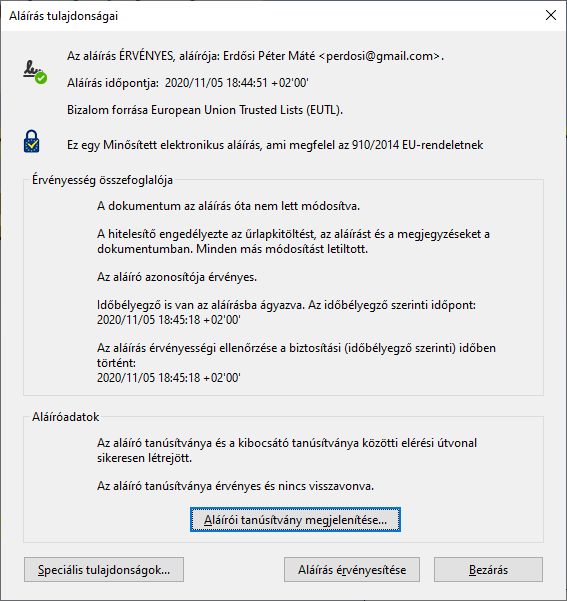 Aláírás tulajdonságai
Az aláírás ÉRVÉNYES, aláírója: Erdősi Péter Máté <perdosi@gmail.com>.
Aláírás időpontja: 2020/11/05 18:44:51 +02'00'
Bizalom forrása European Union Trusted Lists (EUTL).
Ez egy Minősített elektronikus aláírás, ami megfelel az 910/2014 EU-rendeletnek
Érvényesség összefoglalója
A dokumentum az aláírás óta nem lett módosítva.
A hitelesítő engedélyezte az űrlapkitöltést, az aláírást és a megjegyzéseket a
dokumentumban. Minden más módosítást letiltott.
Az aláíró azonosítója érvényes.
Időbélyegző is van az aláírásba ágyazva. Az időbélyegző szerinti időpont:
2020/11/05 18:45:18 +02'00'
Az aláírás érvényességi ellenőrzése a biztosítási (időbélyegző szerinti) időben
történt:
2020/11/05 18:45:18 +02'00'
Aláíróadatok
Az aláíró tanúsítványa és a kibocsátó tanúsítványa közötti elérési útvonal
sikeresen létrejött.
Az aláíró tanúsítványa érvényes és nincs visszavonva.
Aláírói tanúsítvány megjelenítése...
Speciális tulajdonságok...
Aláírás érvényesítése
Bezárás